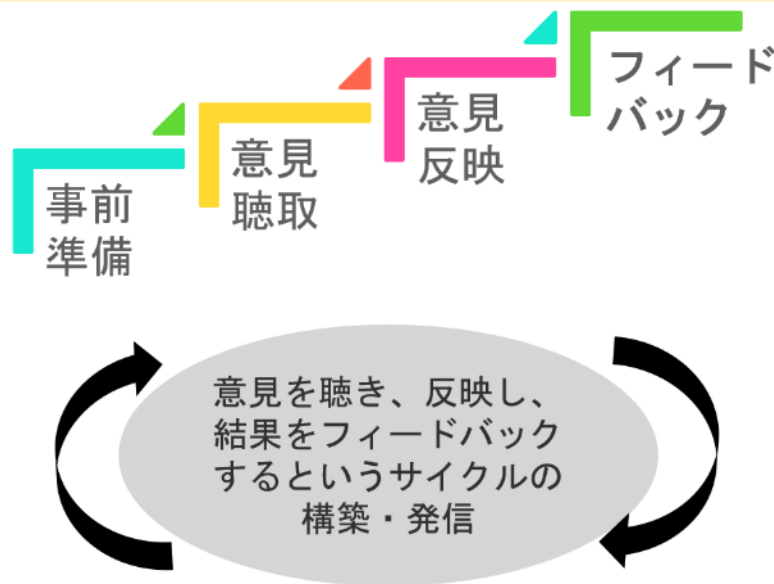 事前
準備
意見
聴取
意見
反映
フィード
バック
意見を聴き、反映し、
結果をフィードバック
するというサイクルの
構築・発信